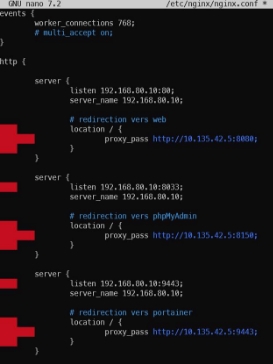 GNU nano 7.2 /etc/nginx/nginx.conf *
events {
worker_connections 768;
# multi_accept on;
}
http {
server {
listen 192.168.80.10:80;
server_name 192.168.80.10;
# redirection vers web
location / {
proxy_pass http://10.135.42.5:8080;
}
}
server {
listen 192.168.80.10:8033;
server_name 192.168.80.10;
# redirection vers phpMyAdmin
location / {
proxy_pass http://10.135.42.5:8150;
}
}
server {
listen 192.168.80.10:9443;
server_name 192.168.80.10;
# redirection vers portainer
location / {
proxy_pass http://10.135.42.5:9443;
}
}